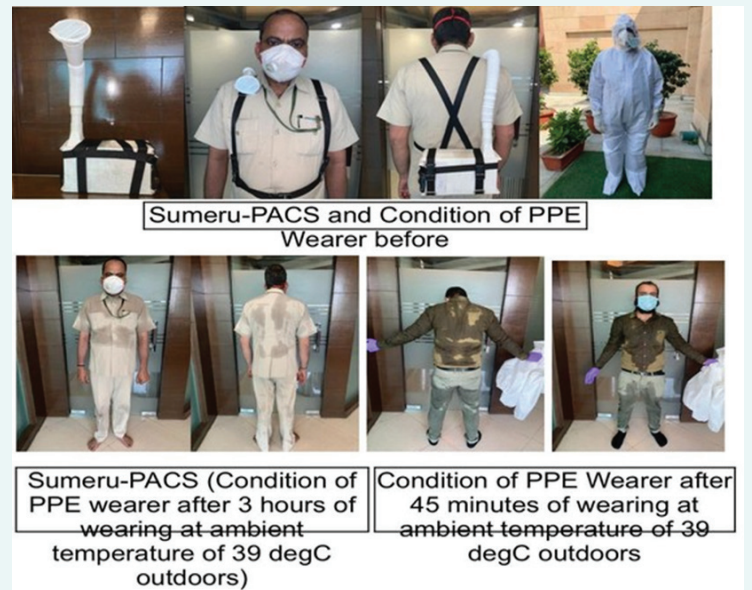 Sumeru-PACS and Condition of PPE
Wearer before
Sumeru-PACS (Condition of
PPE wearer after 3 hours of
wearing at ambient
temperature of 39 degC
outdoors)
Condition of PPE Wearer after
45 minutes of wearing at
ambient temperature of 39
degC outdoors